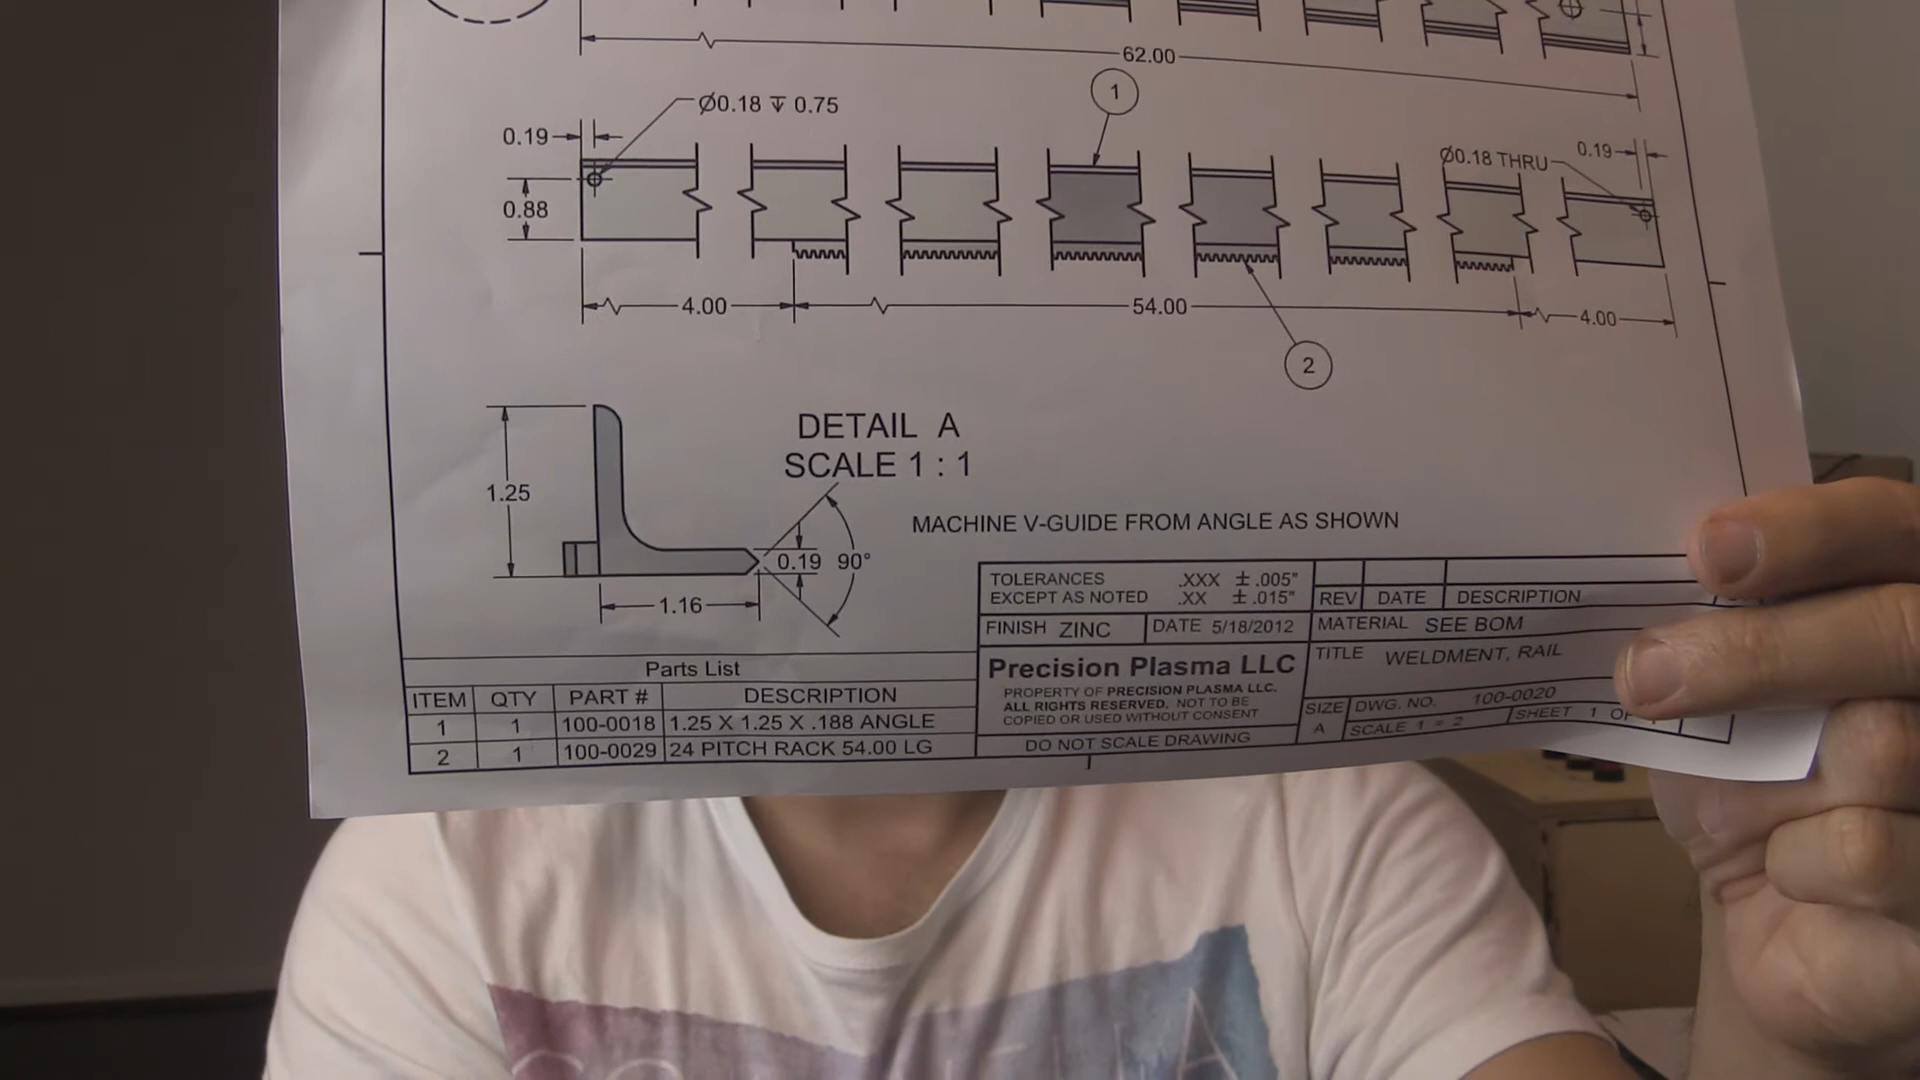 62.00
1
Ø0.18 ↧ 0.75
0.19
0.19
Ø0.18 THRU
0.88
4.00
54.00
4.00
2
DETAIL A
SCALE 1 : 1
1.25
0.19 90°
1.16
MACHINE V-GUIDE FROM ANGLE AS SHOWN
TOLERANCES .XXX ± .005"
EXCEPT AS NOTED .XX ± .015"
REV DATE DESCRIPTION
FINISH ZINC DATE 5/18/2012
MATERIAL SEE BOM
Precision Plasma LLC
PROPERTY OF PRECISION PLASMA LLC.
ALL RIGHTS RESERVED. NOT TO BE
COPIED OR USED WITHOUT CONSENT
DO NOT SCALE DRAWING
TITLE WELDMENT, RAIL
SIZE A
DWG. NO. 100-0020
SCALE 1 = 2 SHEET 1 OF
Parts List
ITEM QTY PART # DESCRIPTION
1 1 100-0018 1.25 X 1.25 X .188 ANGLE
2 1 100-0029 24 PITCH RACK 54.00 LG